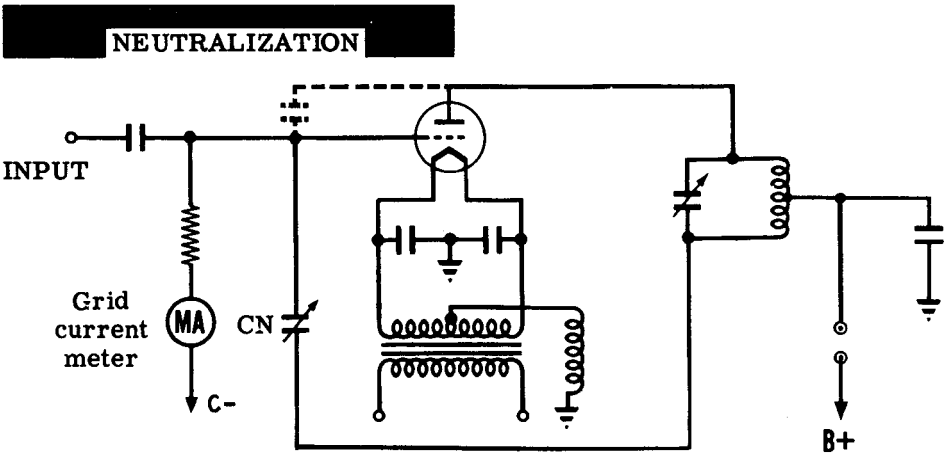 NEUTRALIZATION
INPUT
Grid
current
meter
MA
CN
C-
B+